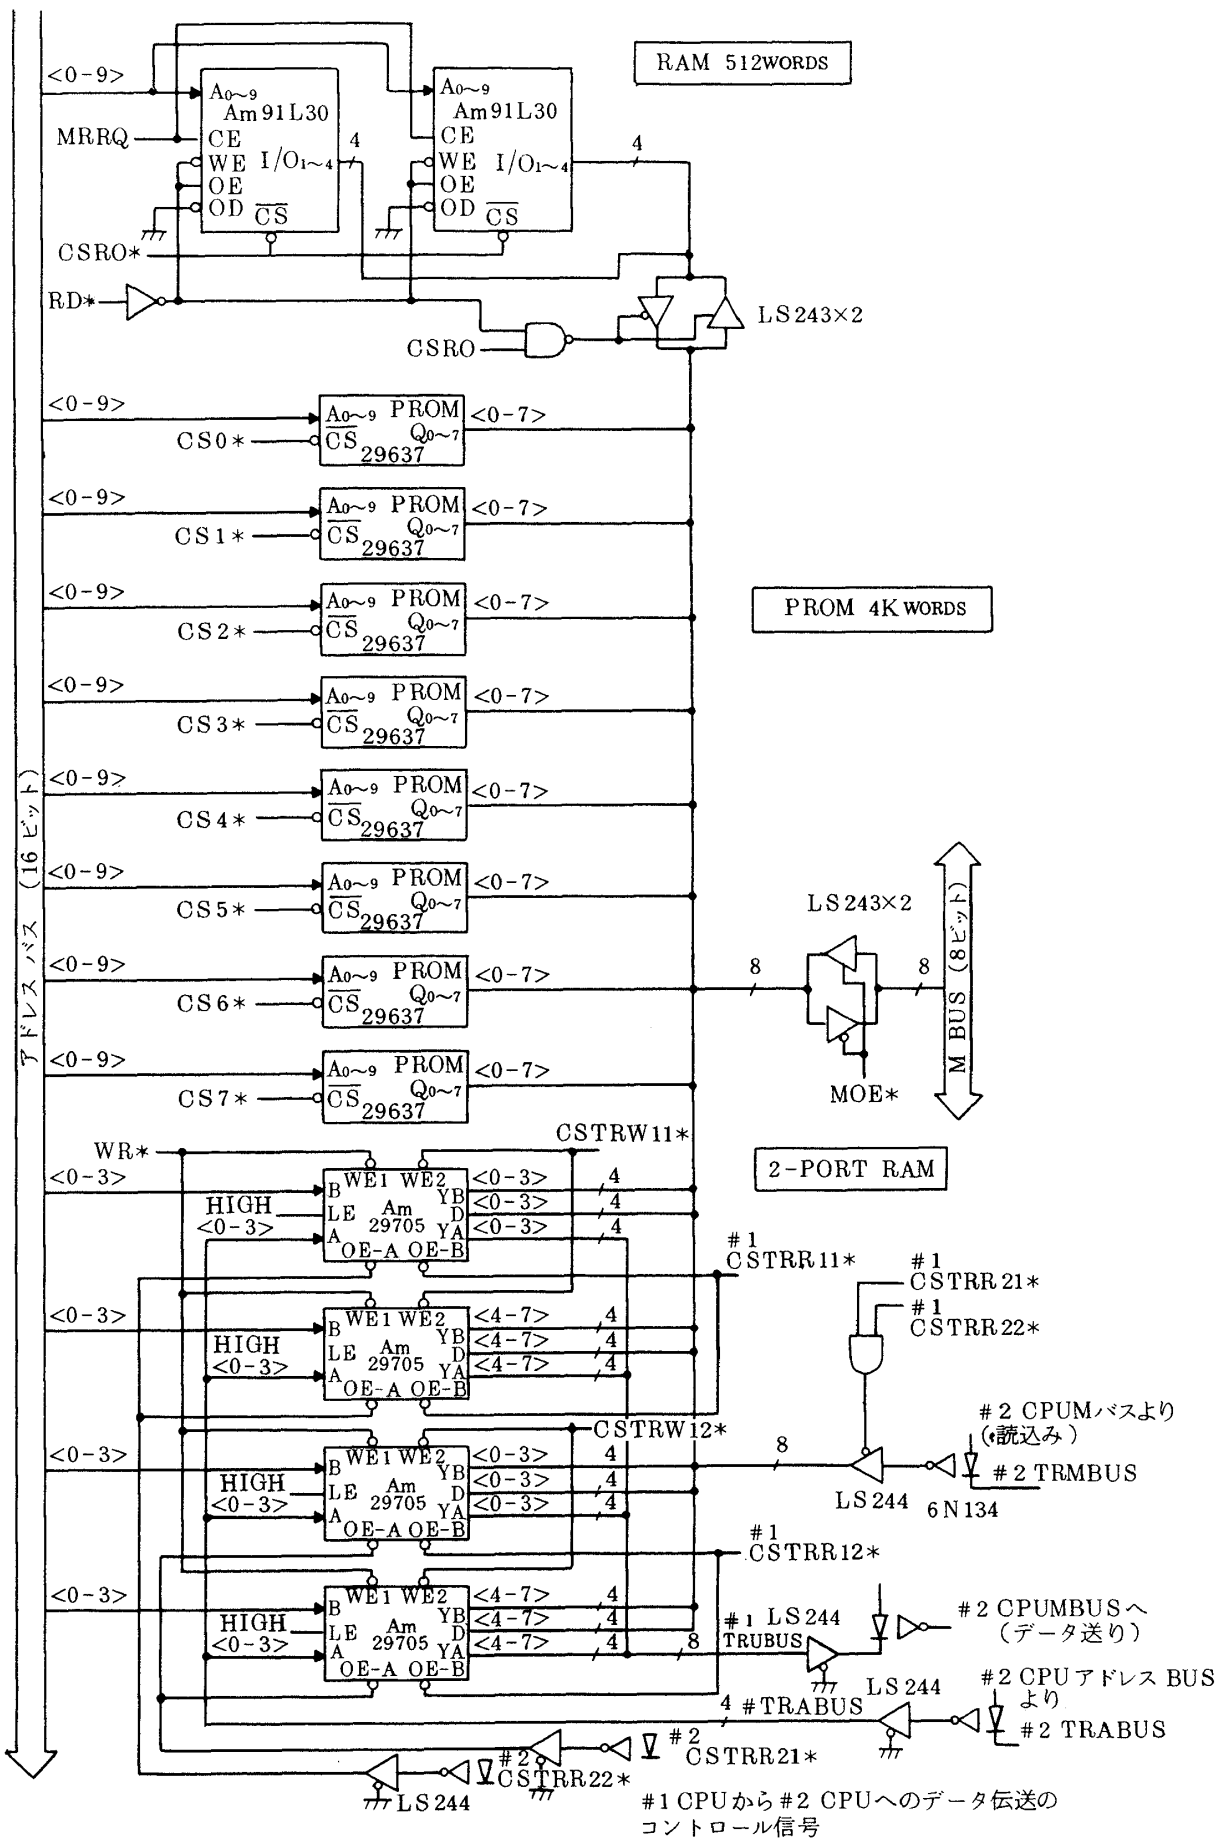 RAM 512WORDS
<0-9>
A0~9
Am91L30
MRRQ
CE
WE
I/O1~4
4
OE
OD
CS
A0~9
Am91L30
CE
WE
I/O1~4
4
OE
OD
CS
CSRO*
RD*
CSRO
LS243×2
<0-9>
A0~9 PROM
<0-7>
CS0*
CS
Q0~7
29637
<0-9>
A0~9 PROM
<0-7>
CS1*
CS
Q0~7
29637
<0-9>
A0~9 PROM
<0-7>
CS2*
CS
Q0~7
29637
PROM 4K WORDS
<0-9>
A0~9 PROM
<0-7>
CS3*
CS
Q0~7
29637
<0-9>
A0~9 PROM
<0-7>
CS4*
CS
Q0~7
29637
<0-9>
A0~9 PROM
<0-7>
CS5*
CS
Q0~7
29637
<0-9>
A0~9 PROM
<0-7>
CS6*
CS
Q0~7
29637
<0-9>
A0~9 PROM
<0-7>
CS7*
CS
Q0~7
29637
アドレス バス (16 ビット)
LS243×2
8
8
MOE*
M BUS (8ビット)
2-PORT RAM
WR*
CSTRW11*
<0-3>
HIGH
<0-3>
WE1 WE2
B
YB
LE
Am
29705
D
A
YA
OE-A OE-B
<0-3>
4
<0-3>
<0-3>
4
#1
CSTRR11*
<0-3>
HIGH
<0-3>
WE1 WE2
B
YB
LE
Am
29705
D
A
YA
OE-A OE-B
<4-7>
4
<4-7>
4
<4-7>
4
#1
CSTRR21*
#1
CSTRR22*
CSTRW12*
<0-3>
HIGH
<0-3>
WE1 WE2
B
YB
LE
Am
29705
D
A
YA
OE-A OE-B
<0-3>
4
<0-3>
4
<0-3>
4
8
LS244
6N134
#2 CPUMバスより
(読込み)
#2 TRMBUS
#1
CSTRR12*
<0-3>
HIGH
<0-3>
WE1 WE2
B
YB
LE
Am
29705
D
A
YA
OE-A OE-B
<4-7>
4
<4-7>
4
<4-7>
4
8
#1
TRUBUS
LS244
#2 CPUMBUSへ
(データ送り)
4
#TRABUS
LS244
#2 CPUアドレスBUS
より
#2 TRABUS
#2
CSTRR21*
#2
CSTRR22*
LS244
#1 CPUから#2 CPUへのデータ伝送の
コントロール信号